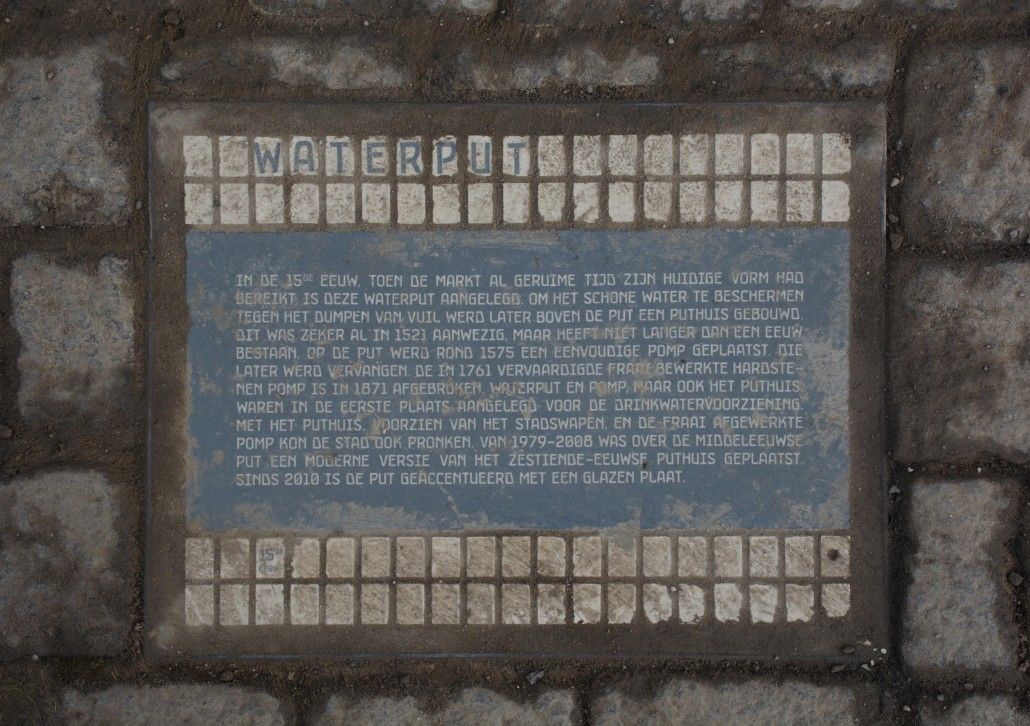 WATERPUT
IN DE 15DE EEUW, TOEN DE MARKT AL GERUIME TIJD ZIJN HUIDIGE VORM HAD
BEREIKT, IS DEZE WATERPUT AANGELEGD. OM HET SCHONE WATER TE BESCHERMEN
TEGEN HET DUMPEN VAN VUIL WERD LATER BOVEN DE PUT EEN PUTHUIS GEBOUWD.
DIT WAS ZEKER AL IN 1521 AANWEZIG, MAAR HEEFT NIET LANGER DAN EEN EEUW
BESTAAN. OP DE PUT WERD ROND 1575 EEN EENVOUDIGE POMP GEPLAATST, DIE
LATER WERD VERVANGEN. DE IN 1761 VERVAARDIGDE FRAAI BEWERKTE HARDSTE-
NEN POMP IS IN 1871 AFGEBROKEN. WATERPUT EN POMP, MAAR OOK HET PUTHUIS,
WAREN IN DE EERSTE PLAATS AANGELEGD VOOR DE DRINKWATERVOORZIENING.
MET HET PUTHUIS, VOORZIEN VAN HET STADSWAPEN, EN DE FRAAI AFGEWERKTE
POMP KON DE STAD OOK PRONKEN. VAN 1979-2008 WAS OVER DE MIDDELEEUWSE
PUT EEN MODERNE VERSIE VAN HET ZESTIENDE-EEUWSE PUTHUIS GEPLAATST.
SINDS 2010 IS DE PUT GEACCENTUEERD MET EEN GLAZEN PLAAT.